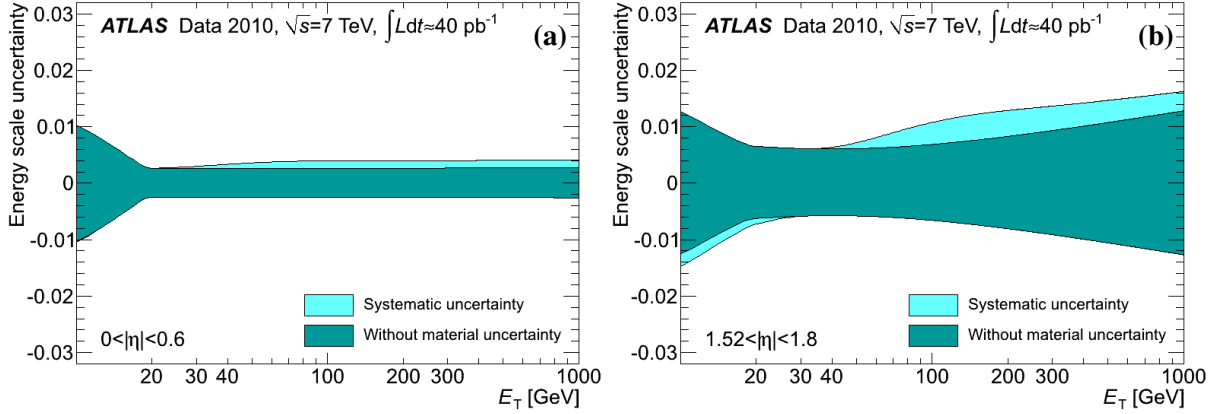 ATLAS Data 2010, √s=7 TeV, ∫Ldt≈40 pb⁻¹ (a)
Energy scale uncertainty
0.03
0.02
0.01
0
-0.01
-0.02
-0.03
Systematic uncertainty
Without material uncertainty
0<|η|<0.6
20 30 40 100 200 300 1000
E_T [GeV]
ATLAS Data 2010, √s=7 TeV, ∫Ldt≈40 pb⁻¹ (b)
Energy scale uncertainty
0.03
0.02
0.01
0
-0.01
-0.02
-0.03
Systematic uncertainty
Without material uncertainty
1.52<|η|<1.8
20 30 40 100 200 300 1000
E_T [GeV]